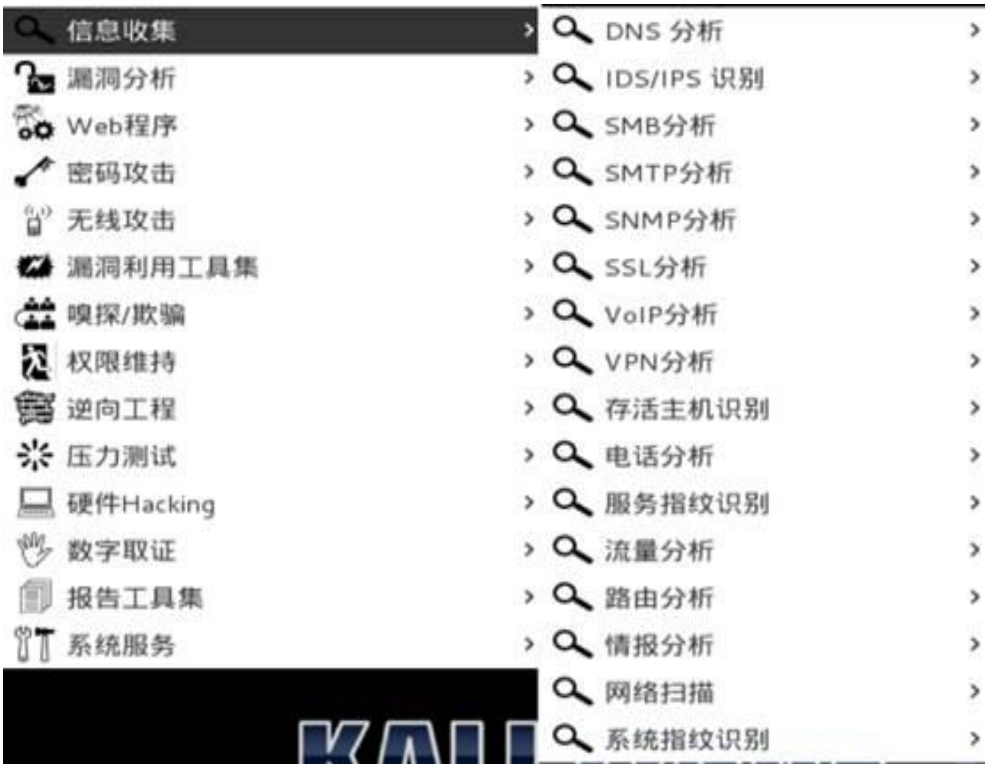 信息收集
漏洞分析
Web程序
密码攻击
无线攻击
漏洞利用工具集
嗅探/欺骗
权限维持
逆向工程
压力测试
硬件Hacking
数字取证
报告工具集
系统服务
DNS 分析
IDS/IPS 识别
SMB分析
SMTP分析
SNMP分析
SSL分析
VoIP分析
VPN分析
存活主机识别
电话分析
服务指纹识别
流量分析
路由分析
情报分析
网络扫描
系统指纹识别
KALI